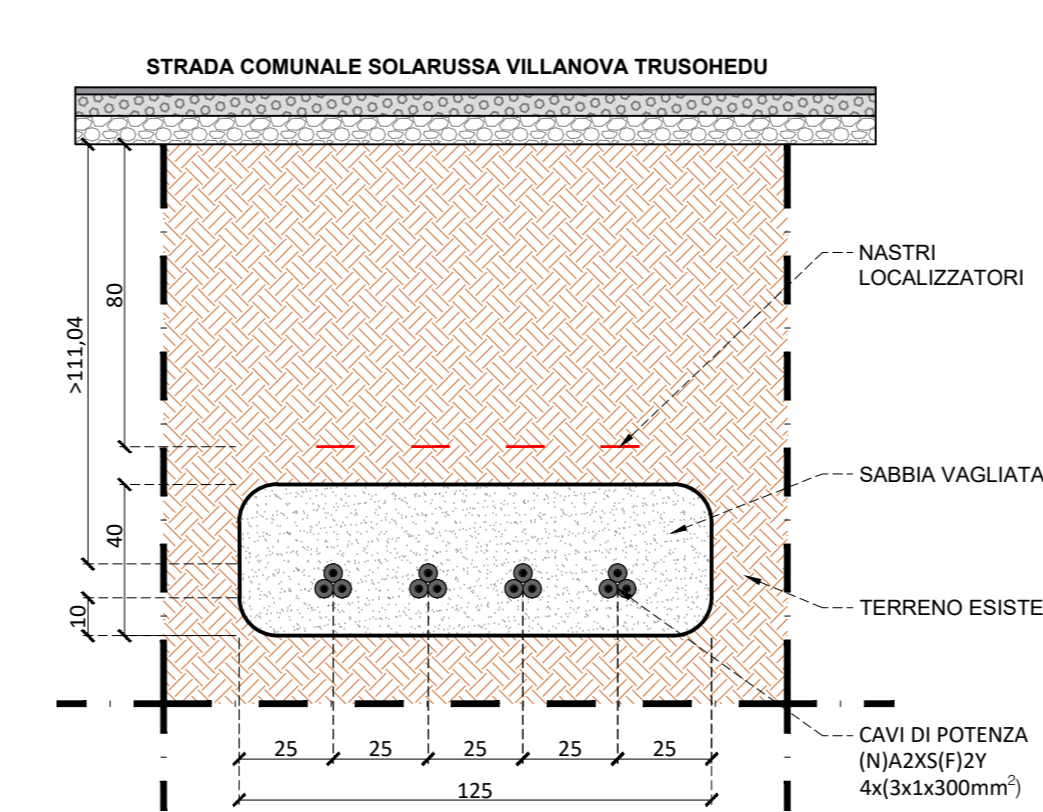 STRADA COMUNALE SOLARUSSA VILLANOVA TRUSOHEDU
NASTRI
LOCALIZZATORI
80
>111,04
SABBIA VAGLIATA
40
10
TERRENO ESISTE
CAVI DI POTENZA
(N)A2XS(F)2Y
4x(3x1x300mm²)
25 25 25 25 25
125